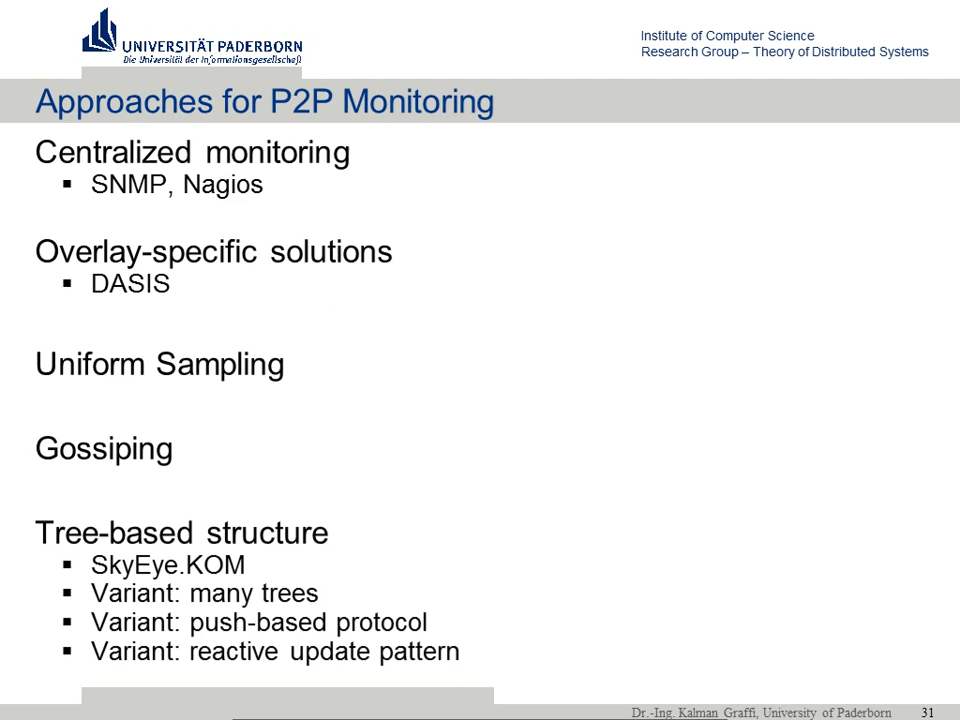 UNIVERSITÄT PADERBORN
Die Universität der Informationsgesellschaft
Institute of Computer Science
Research Group – Theory of Distributed Systems
Approaches for P2P Monitoring
Centralized monitoring
▪ SNMP, Nagios
Overlay-specific solutions
▪ DASIS
Uniform Sampling
Gossiping
Tree-based structure
▪ SkyEye.KOM
▪ Variant: many trees
▪ Variant: push-based protocol
▪ Variant: reactive update pattern
Dr.-Ing. Kalman Graffi, University of Paderborn 31